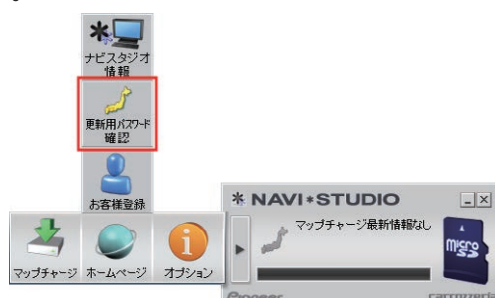 ナビスタジオ
情報
更新用パスワード
確認
お客様登録
マップチャージ
ホームページ
オプション
NAVI*STUDIO
マップチャージ最新情報なし
micro
SD
Pioneer
carrozzeria